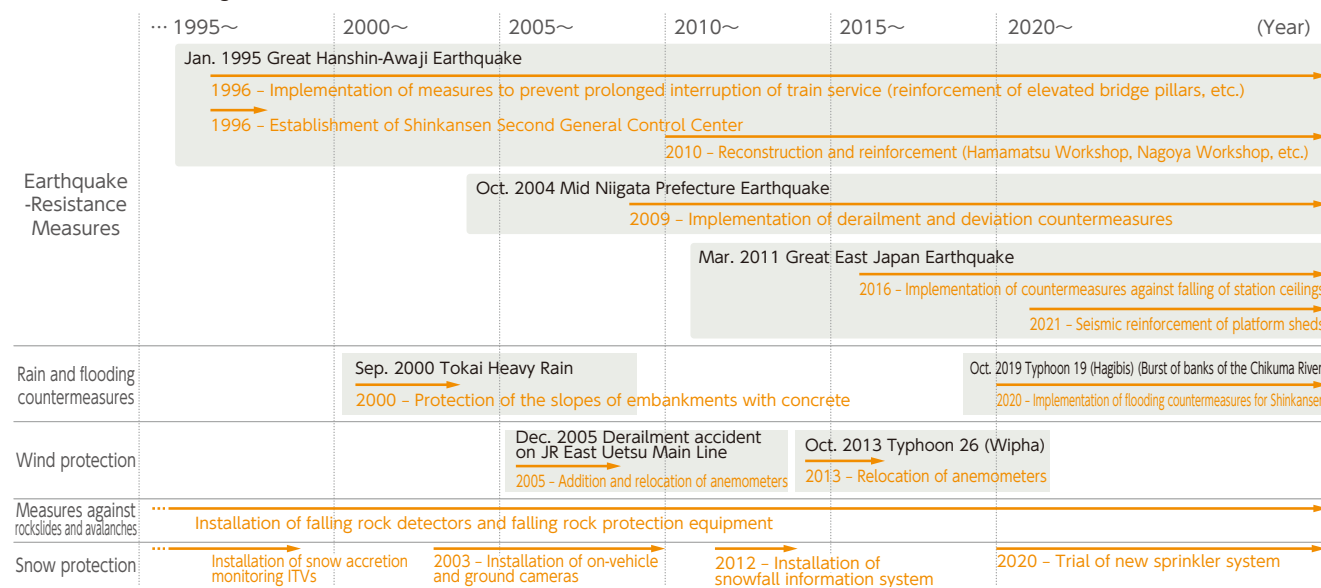 … 1995～ 2000～ 2005～ 2010～ 2015～ 2020～ (Year)
Earthquake
-Resistance
Measures
Jan. 1995 Great Hanshin-Awaji Earthquake
1996 – Implementation of measures to prevent prolonged interruption of train service (reinforcement of elevated bridge pillars, etc.)
1996 – Establishment of Shinkansen Second General Control Center
2010 – Reconstruction and reinforcement (Hamamatsu Workshop, Nagoya Workshop, etc.)
Oct. 2004 Mid Niigata Prefecture Earthquake
2009 – Implementation of derailment and deviation countermeasures
Mar. 2011 Great East Japan Earthquake
2016 – Implementation of countermeasures against falling of station ceilings
2021 – Seismic reinforcement of platform sheds
Rain and flooding
countermeasures
Sep. 2000 Tokai Heavy Rain
2000 – Protection of the slopes of embankments with concrete
Oct. 2019 Typhoon 19 (Hagibis) (Burst of banks of the Chikuma River
2020 – Implementation of flooding countermeasures for Shinkansen
Wind protection
Dec. 2005 Derailment accident
on JR East Uetsu Main Line
2005 – Addition and relocation of anemometers
Oct. 2013 Typhoon 26 (Wipha)
2013 – Relocation of anemometers
Measures against
rockslides and avalanches
Installation of falling rock detectors and falling rock protection equipment
Snow protection
Installation of snow accretion
monitoring ITVs
2003 – Installation of on-vehicle
and ground cameras
2012 – Installation of
snowfall information system
2020 – Trial of new sprinkler system